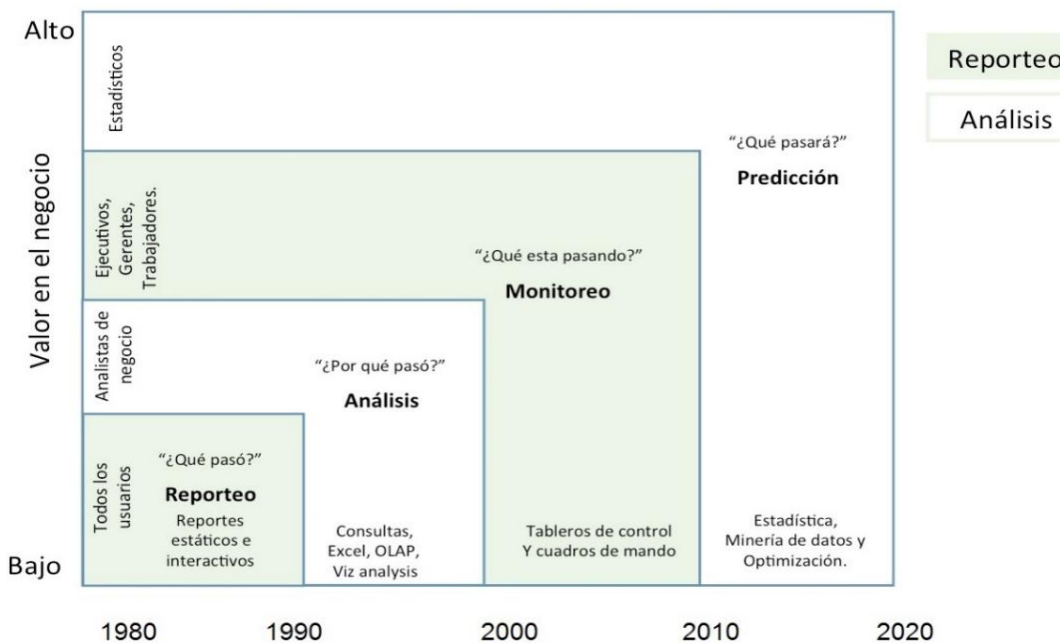 Alto
Valor en el negocio
Bajo
Estadísticos
Ejecutivos,
Gerentes,
Trabajadores.
Analistas de
negocio
Todos los
usuarios
“¿Qué pasó?”
Reporteo
Reportes
estáticos e
interactivos
“¿Por qué pasó?”
Análisis
Consultas,
Excel, OLAP,
Viz analysis
“¿Qué esta pasando?”
Monitoreo
Tableros de control
Y cuadros de mando
“¿Qué pasará?”
Predicción
Estadística,
Minería de datos y
Optimización.
Reporteo
Análisis
1980 1990 2000 2010 2020